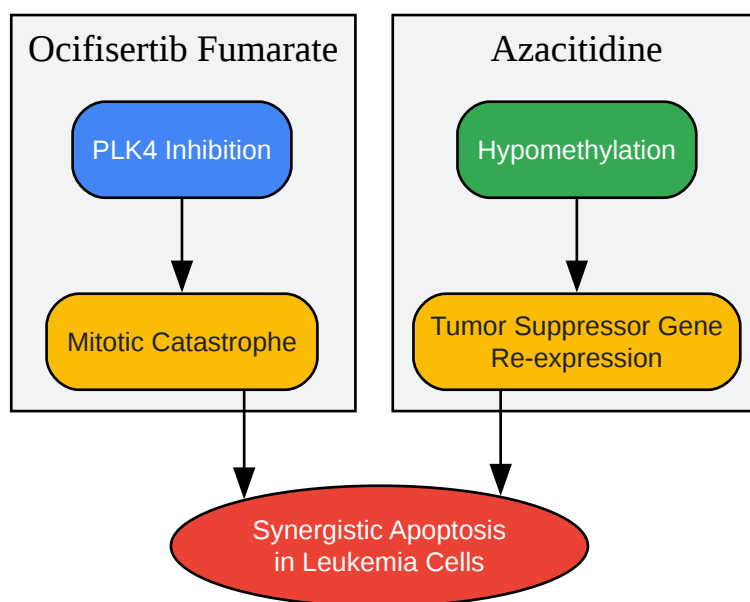 Ocifisertib Fumarate
PLK4 Inhibition
Mitotic Catastrophe
Azacitidine
Hypomethylation
Tumor Suppressor Gene
Re-expression
Synergistic Apoptosis
in Leukemia Cells